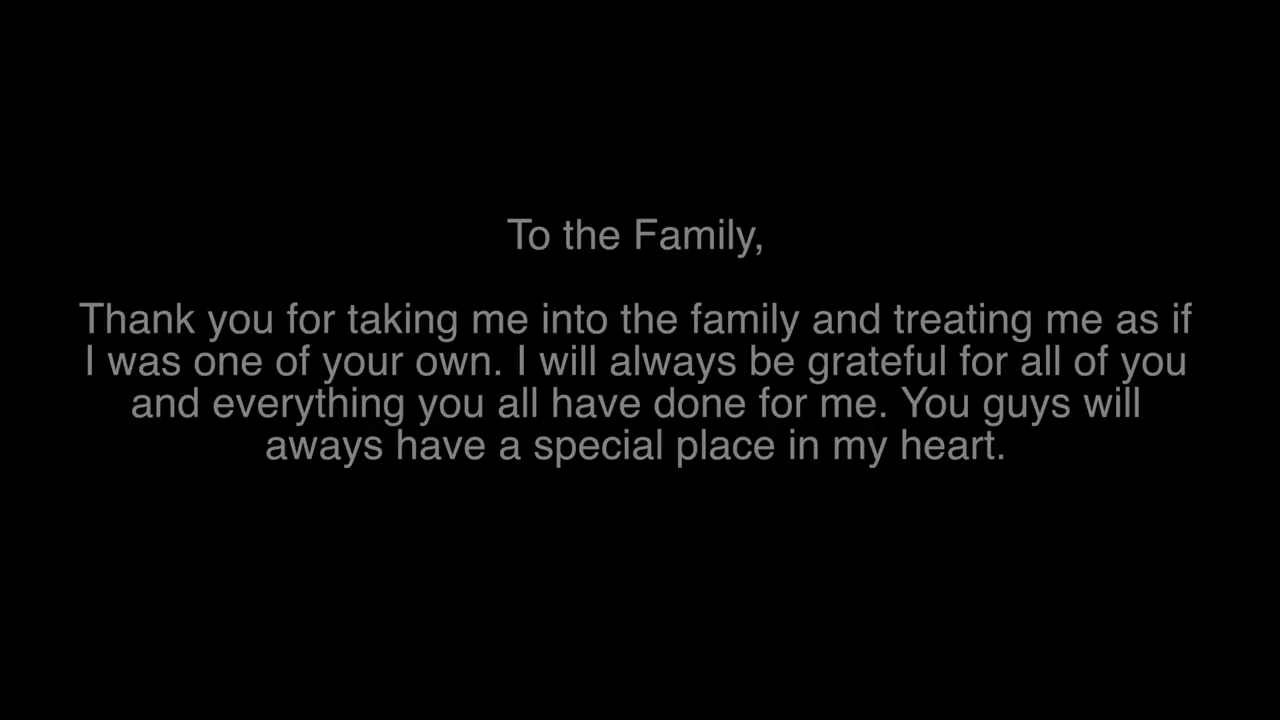 To the Family,
Thank you for taking me into the family and treating me as if
I was one of your own. I will always be grateful for all of you
and everything you all have done for me. You guys will
aways have a special place in my heart.